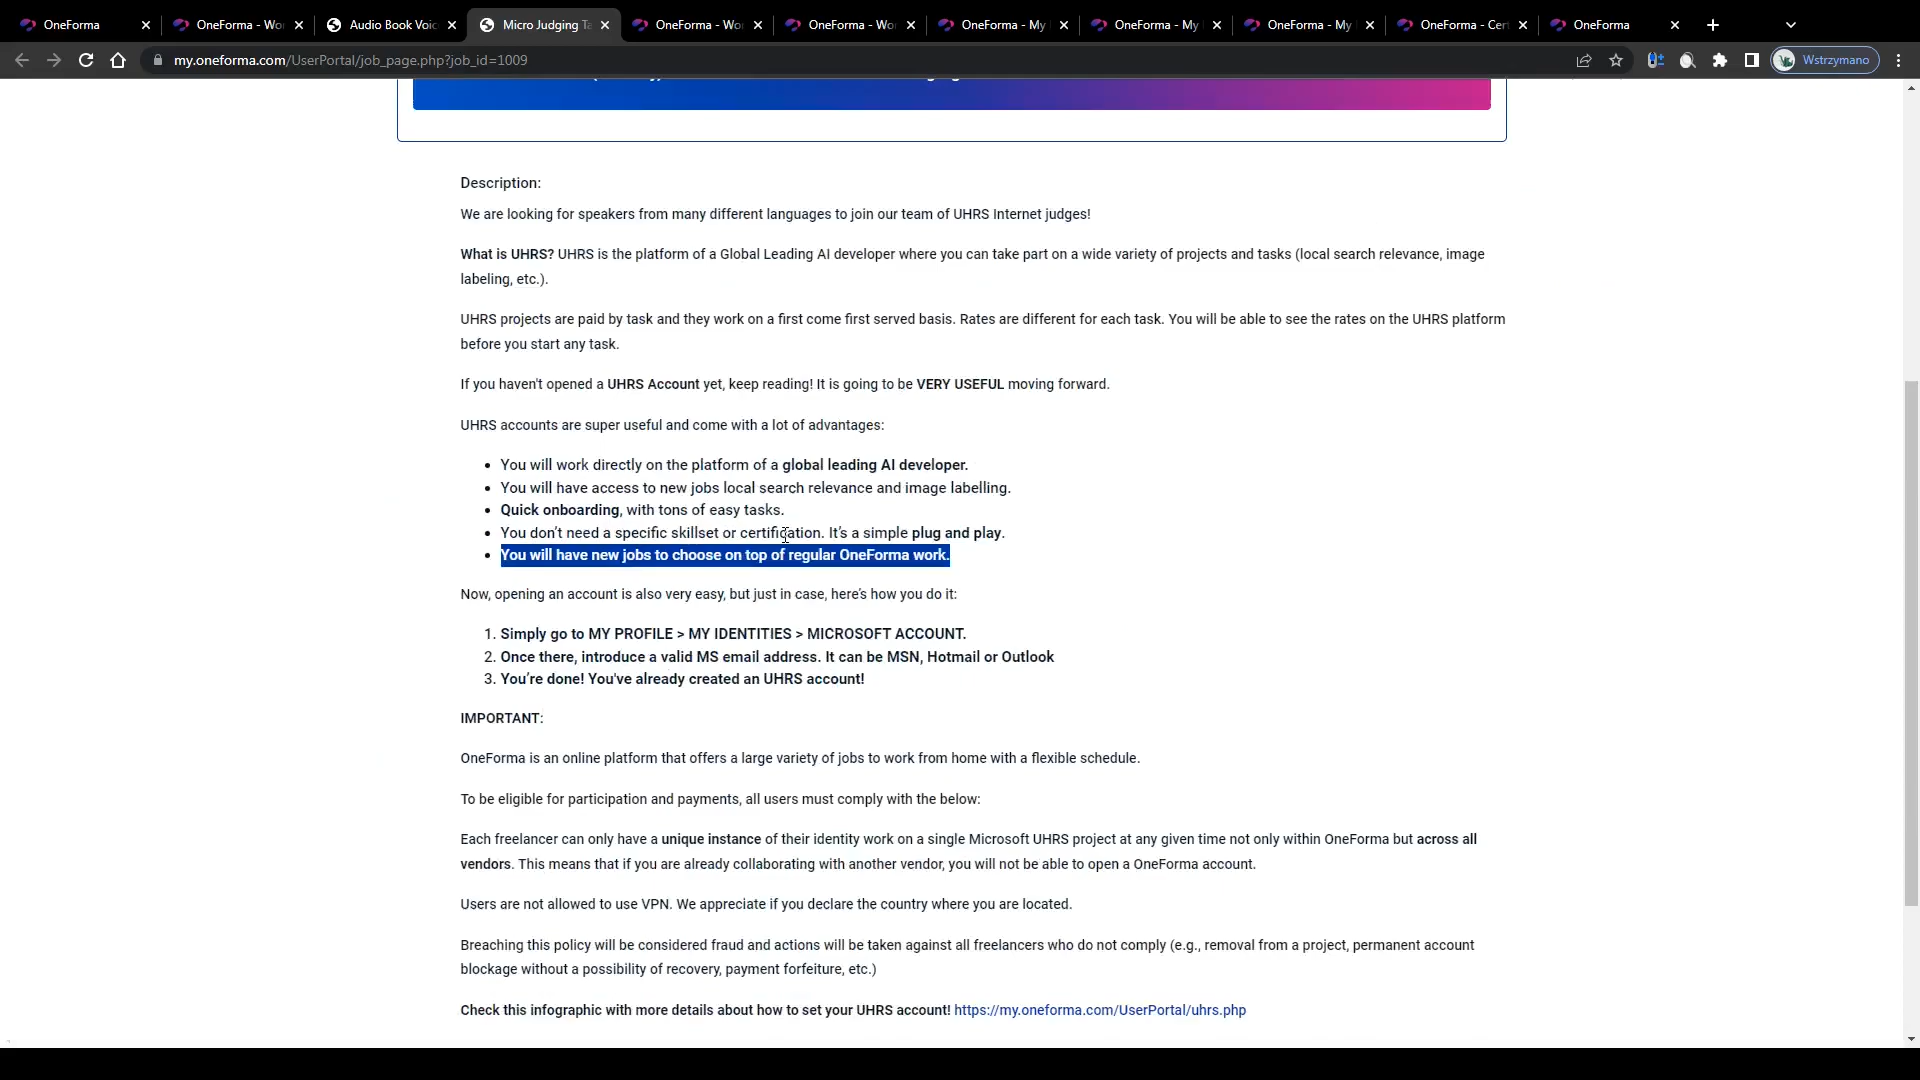 OneForma
OneForma - Wo
Audio Book Voic
Micro Judging Ta
OneForma - Wo
OneForma - Wo
OneForma - My
OneForma - My
OneForma - My
OneForma - Cert
OneForma
my.oneforma.com/UserPortal/job_page.php?job_id=1009
Wstrzymano
Description:
We are looking for speakers from many different languages to join our team of UHRS Internet judges!
What is UHRS? UHRS is the platform of a Global Leading AI developer where you can take part on a wide variety of projects and tasks (local search relevance, image
labeling, etc.).
UHRS projects are paid by task and they work on a first come first served basis. Rates are different for each task. You will be able to see the rates on the UHRS platform
before you start any task.
If you haven't opened a UHRS Account yet, keep reading! It is going to be VERY USEFUL moving forward.
UHRS accounts are super useful and come with a lot of advantages:
• You will work directly on the platform of a global leading AI developer.
• You will have access to new jobs local search relevance and image labelling.
• Quick onboarding, with tons of easy tasks.
• You don’t need a specific skillset or certification. It’s a simple plug and play.
• You will have new jobs to choose on top of regular OneForma work.
Now, opening an account is also very easy, but just in case, here’s how you do it:
1. Simply go to MY PROFILE > MY IDENTITIES > MICROSOFT ACCOUNT.
2. Once there, introduce a valid MS email address. It can be MSN, Hotmail or Outlook
3. You’re done! You've already created an UHRS account!
IMPORTANT:
OneForma is an online platform that offers a large variety of jobs to work from home with a flexible schedule.
To be eligible for participation and payments, all users must comply with the below:
Each freelancer can only have a unique instance of their identity work on a single Microsoft UHRS project at any given time not only within OneForma but across all
vendors. This means that if you are already collaborating with another vendor, you will not be able to open a OneForma account.
Users are not allowed to use VPN. We appreciate if you declare the country where you are located.
Breaching this policy will be considered fraud and actions will be taken against all freelancers who do not comply (e.g., removal from a project, permanent account
blockage without a possibility of recovery, payment forfeiture, etc.)
Check this infographic with more details about how to set your UHRS account! https://my.oneforma.com/UserPortal/uhrs.php